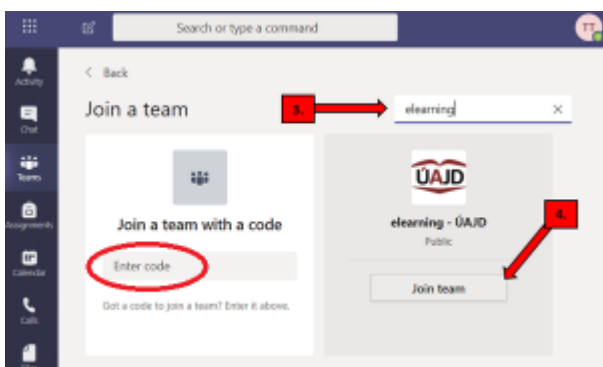 Search or type a command
TT
Activity
Chat
Teams
Assignments
Calendar
Calls
< Back
Join a team
3.
elearning
×
Join a team with a code
Enter code
Got a code to join a team? Enter it above.
ÚAJD
elearning - ÚAJD
Public
4.
Join team